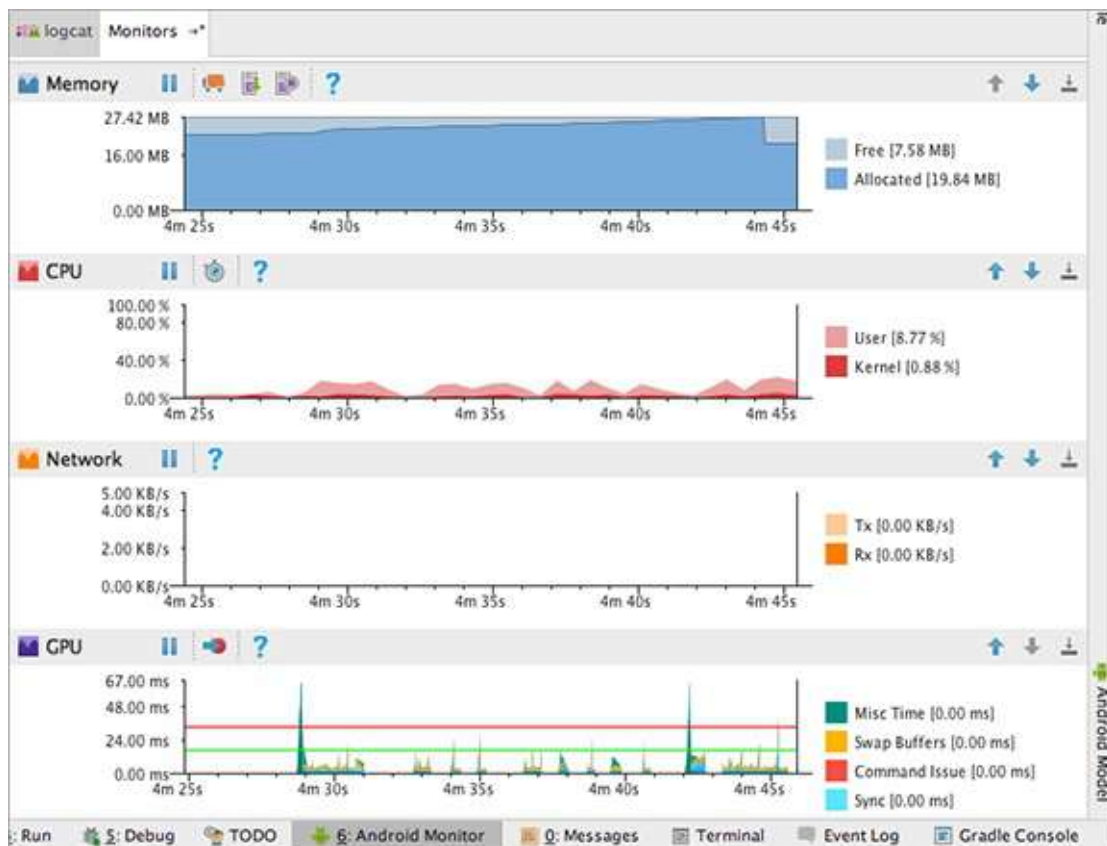 logcat Monitors →*
Memory ?
27.42 MB
16.00 MB
0.00 MB
Free [7.58 MB]
Allocated [19.84 MB]
4m 25s 4m 30s 4m 35s 4m 40s 4m 45s
CPU ?
100.00 %
80.00 %
40.00 %
0.00 %
User [8.77 %]
Kernel [0.88 %]
4m 25s 4m 30s 4m 35s 4m 40s 4m 45s
Network ?
5.00 KB/s
4.00 KB/s
2.00 KB/s
0.00 KB/s
Tx [0.00 KB/s]
Rx [0.00 KB/s]
4m 25s 4m 30s 4m 35s 4m 40s 4m 45s
GPU ?
67.00 ms
48.00 ms
24.00 ms
0.00 ms
Misc Time [0.00 ms]
Swap Buffers [0.00 ms]
Command Issue [0.00 ms]
Sync [0.00 ms]
4m 25s 4m 30s 4m 35s 4m 40s 4m 45s
le
Android Model
: Run 5: Debug TODO 6: Android Monitor 0: Messages Terminal Event Log Gradle Console